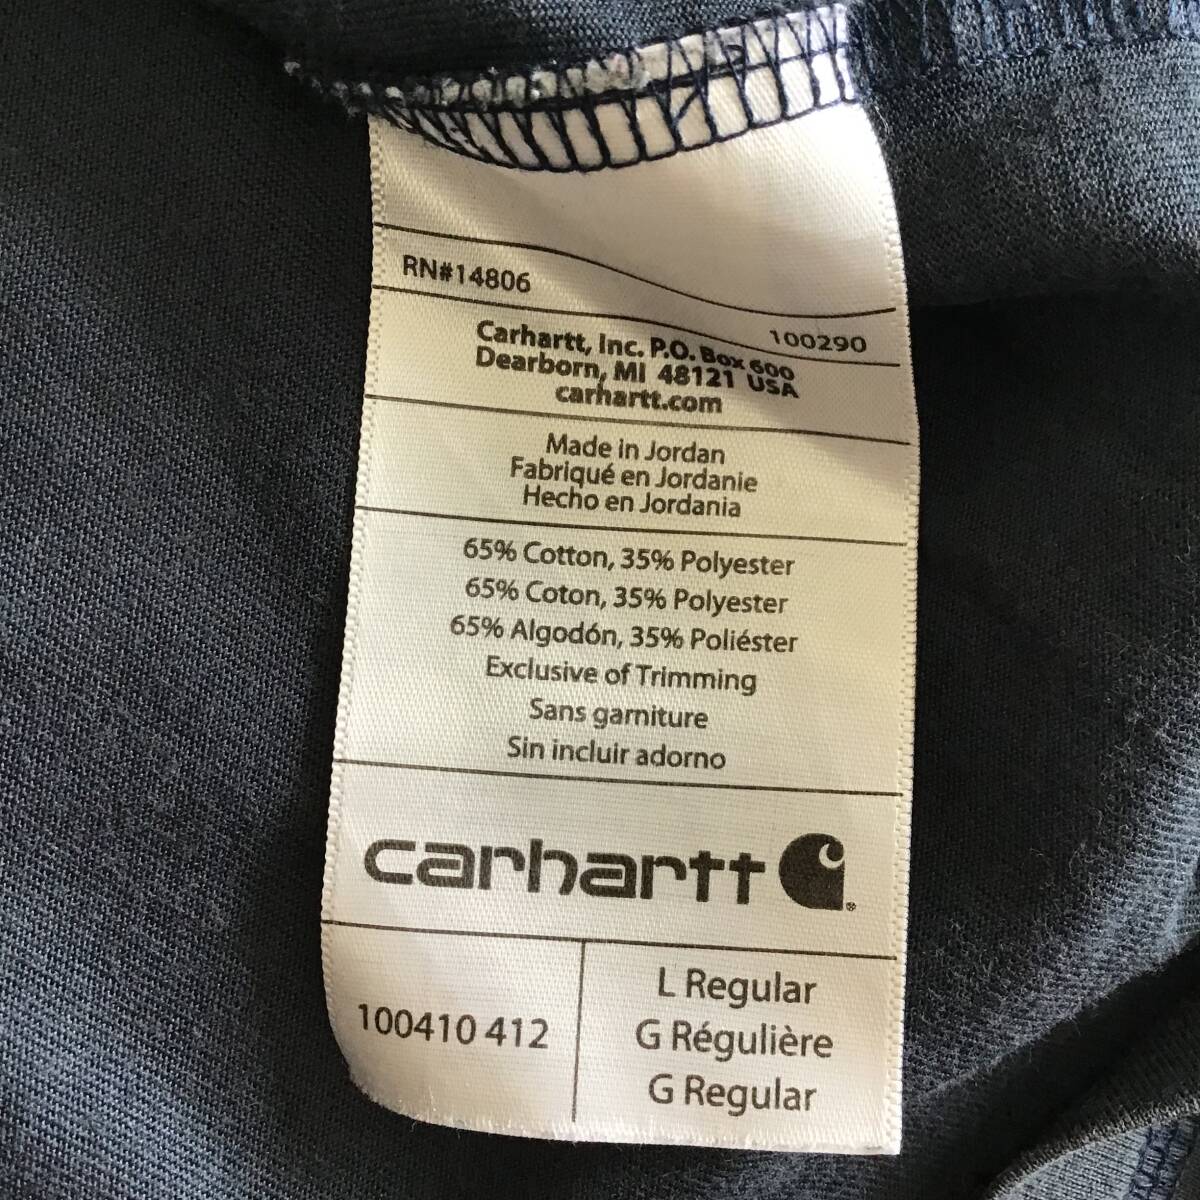 RN#14806
100290
Carhartt, Inc. P.O. Box 600
Dearborn, MI 48121 USA
carhartt.com
Made in Jordan
Fabriqué en Jordanie
Hecho en Jordania
65% Cotton, 35% Polyester
65% Coton, 35% Polyester
65% Algodón, 35% Poliéster
Exclusive of Trimming
Sans garniture
Sin incluir adorno
carhartt
100410 412
L Regular
G Régulière
G Regular